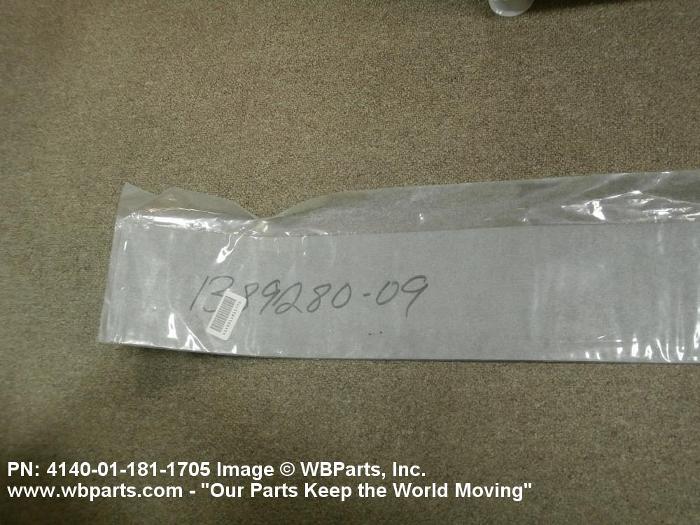 1389280-09
PN: 4140-01-181-1705 Image © WBParts, Inc.
www.wbparts.com - "Our Parts Keep the World Moving"